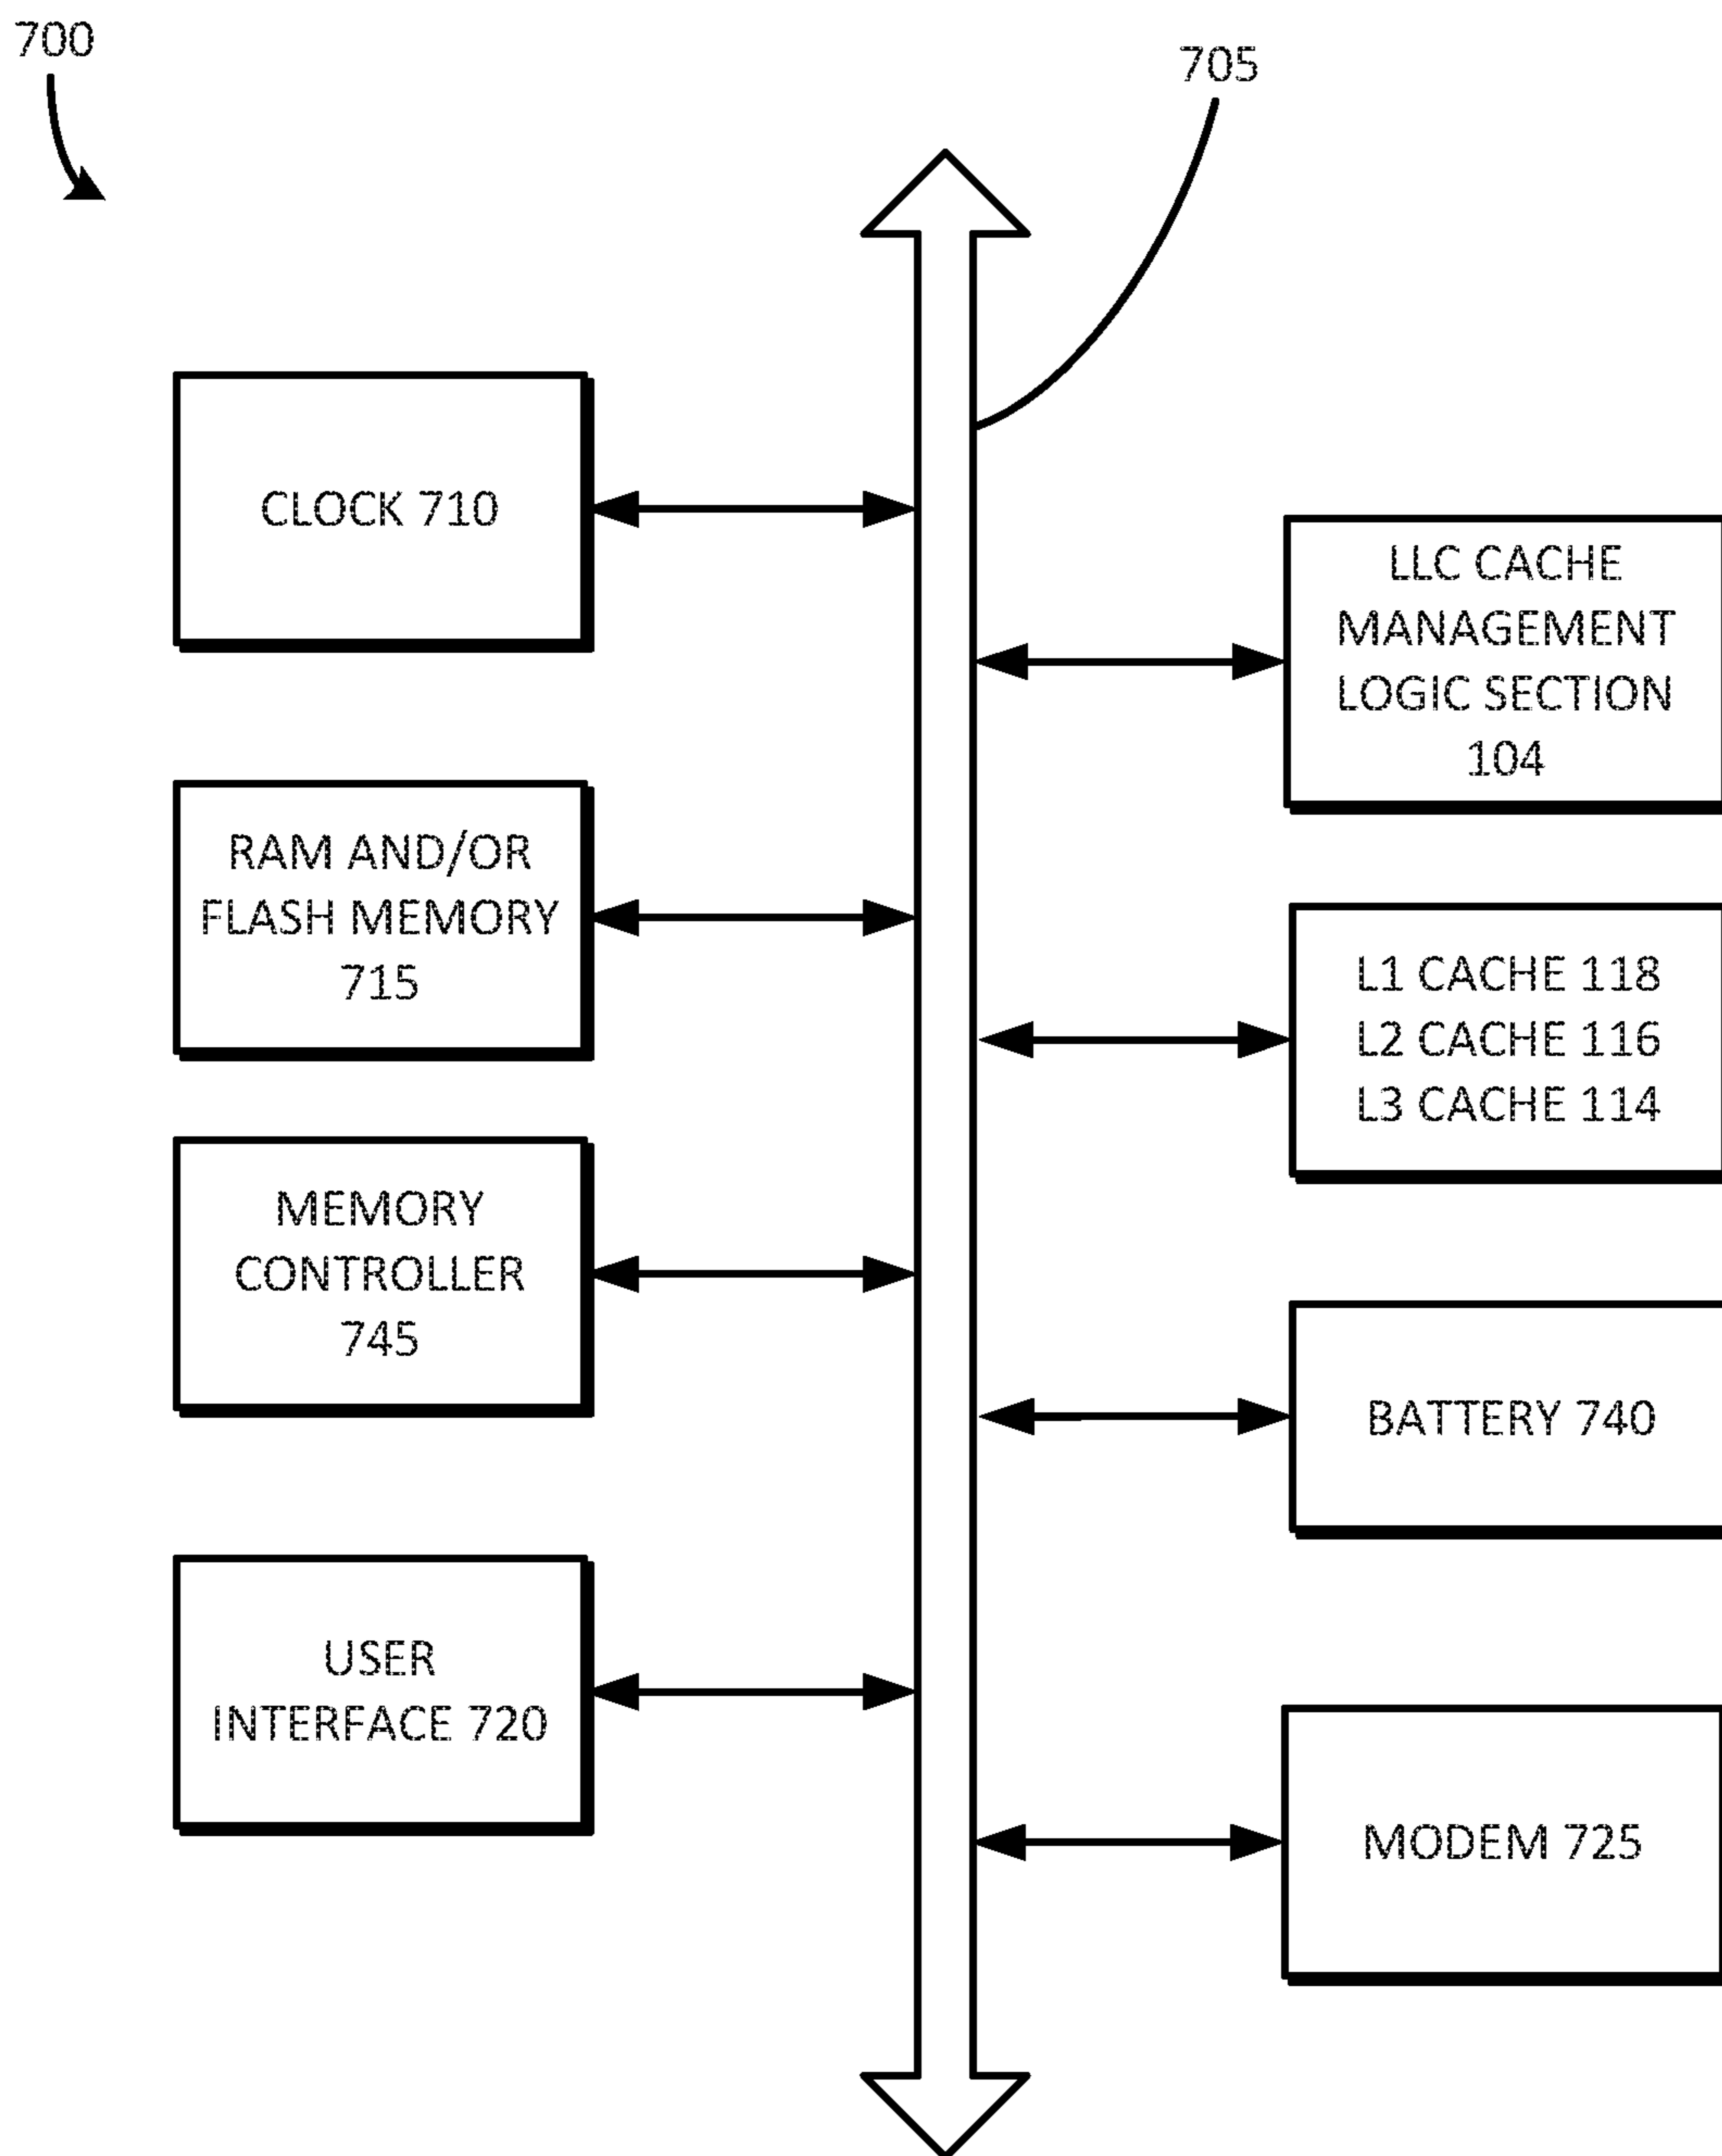 700
705
CLOCK 710
LLC CACHE
MANAGEMENT
LOGIC SECTION
104
RAM AND/OR
FLASH MEMORY
715
L1 CACHE 118
L2 CACHE 116
L3 CACHE 114
MEMORY
CONTROLLER
745
BATTERY 740
USER
INTERFACE 720
MODEM 725